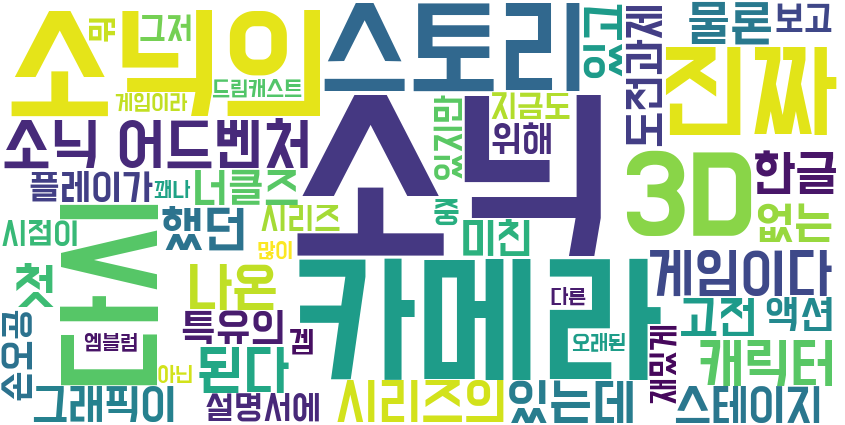 소닉의
스토리
막
그저
드림캐스트
게임이라
있고
도전과제
물론
보고
진짜
소닉 어드벤처
소닉
있지만
지금도
위해
3D
한글
플레이가
꽤나
너클즈
중
없는
시점이
했던
시리즈
미친
많이
첫
나온
카메라
게임이다
다른
손오공
엠블럼
특유의
겜
오래된
고전
액션
된다
아닌
재밌게
캐릭터
그래픽이
설명서에
시리즈의
있는데
스테이지